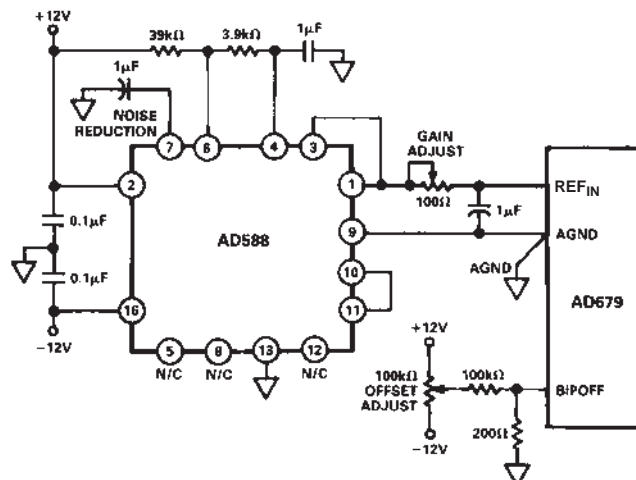 +12V
39kΩ
3.9kΩ
1μF
1μF
NOISE
REDUCTION
7
6
4
3
GAIN
ADJUST
2
1
100Ω
REFIN
1μF
0.1μF
AD588
9
AGND
10
AGND
0.1μF
AD679
16
11
-12V
5
8
13
12
N/C
N/C
N/C
+12V
100kΩ
OFFSET
ADJUST
100kΩ
BIPOFF
200Ω
-12V